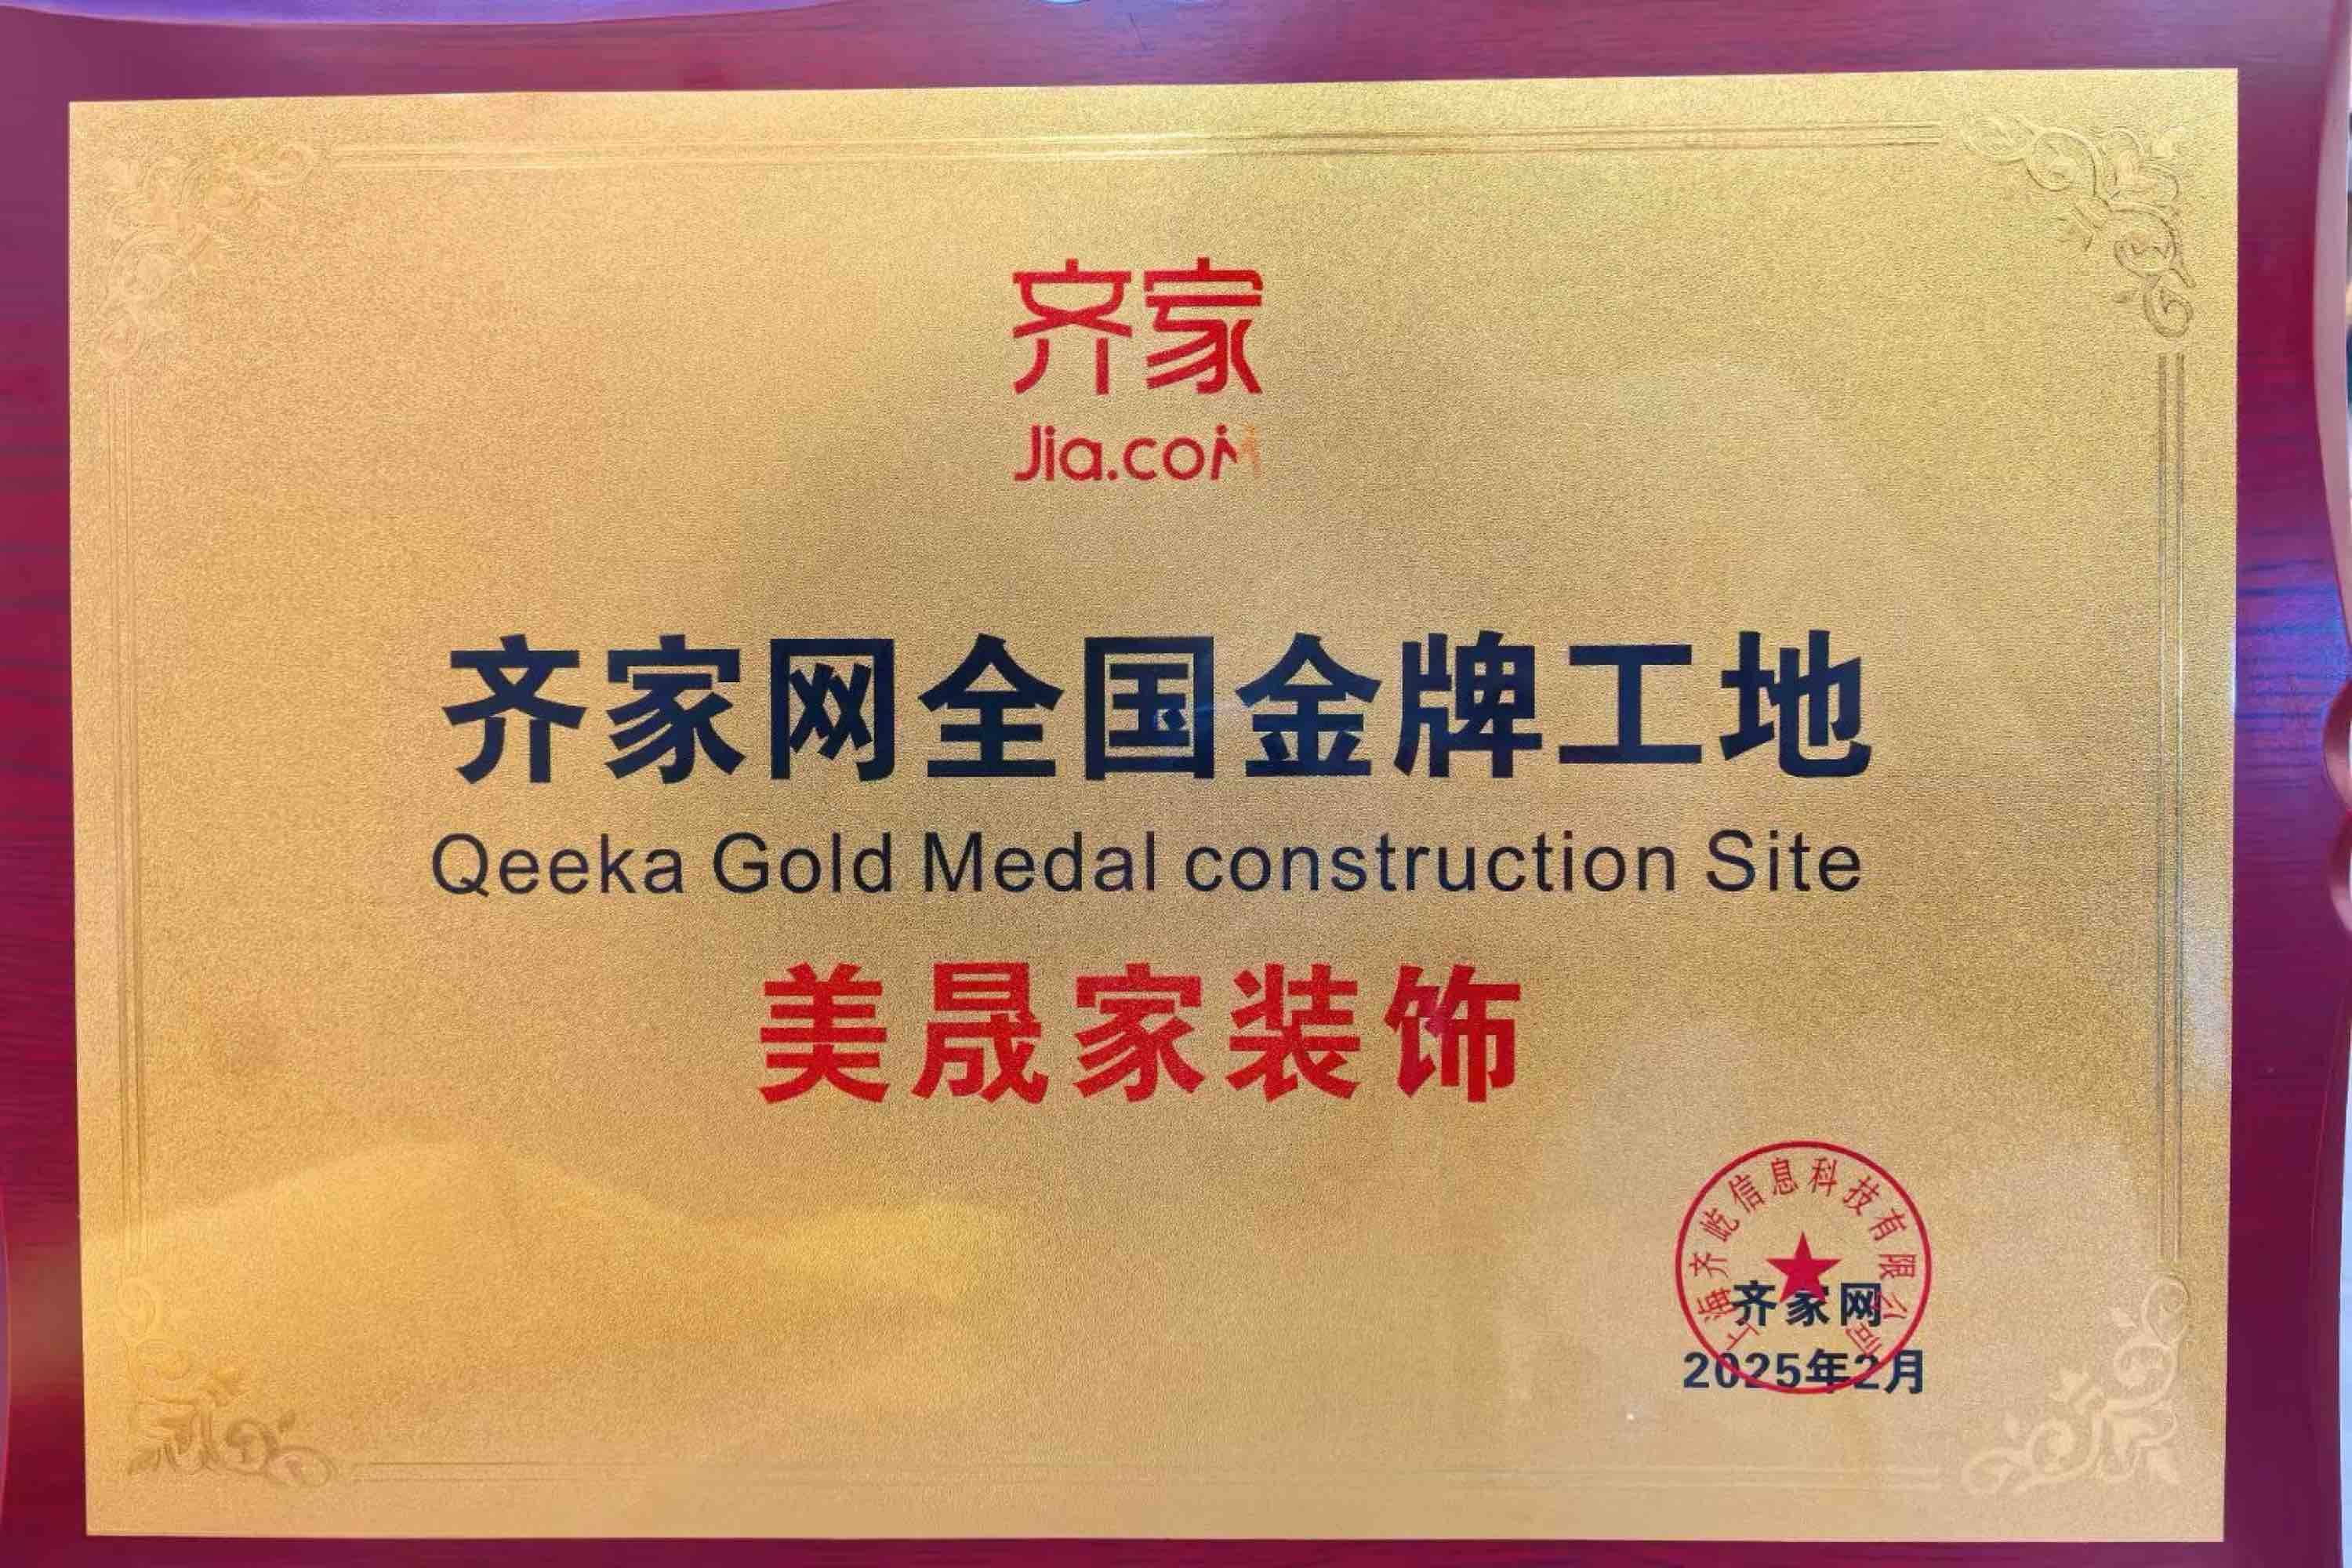 齐家
Jia.com
齐家网全国金牌工地
Qeeka Gold Medal construction Site
美晟家装饰
上海齐屹信息科技有限公司
齐家网
2025年2月